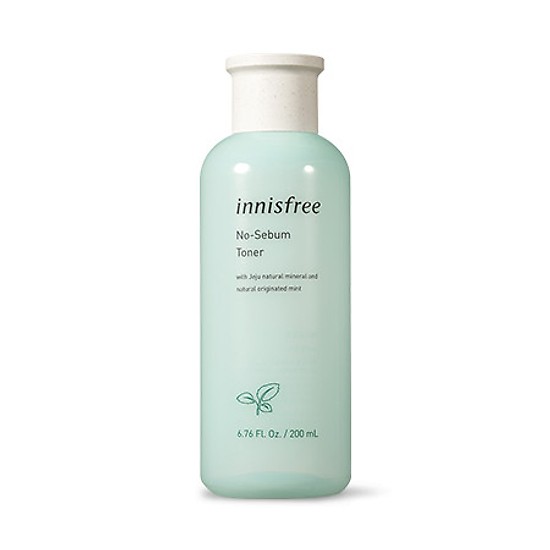 innisfree
No-Sebum
Toner
with Jeju natural mineral and
natural originated mint
6.76 Fl. Oz. / 200 mL